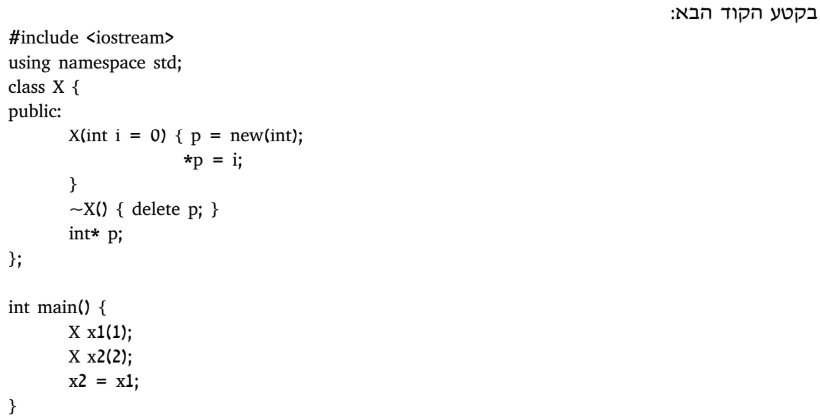 בקטע הקוד הבא:
#include <iostream>
using namespace std;
class X {
public:
X(int i = 0) { p = new(int);
*p = i;
}
~X() { delete p; }
int* p;
};
int main() {
X x1(1);
X x2(2);
x2 = x1;
}